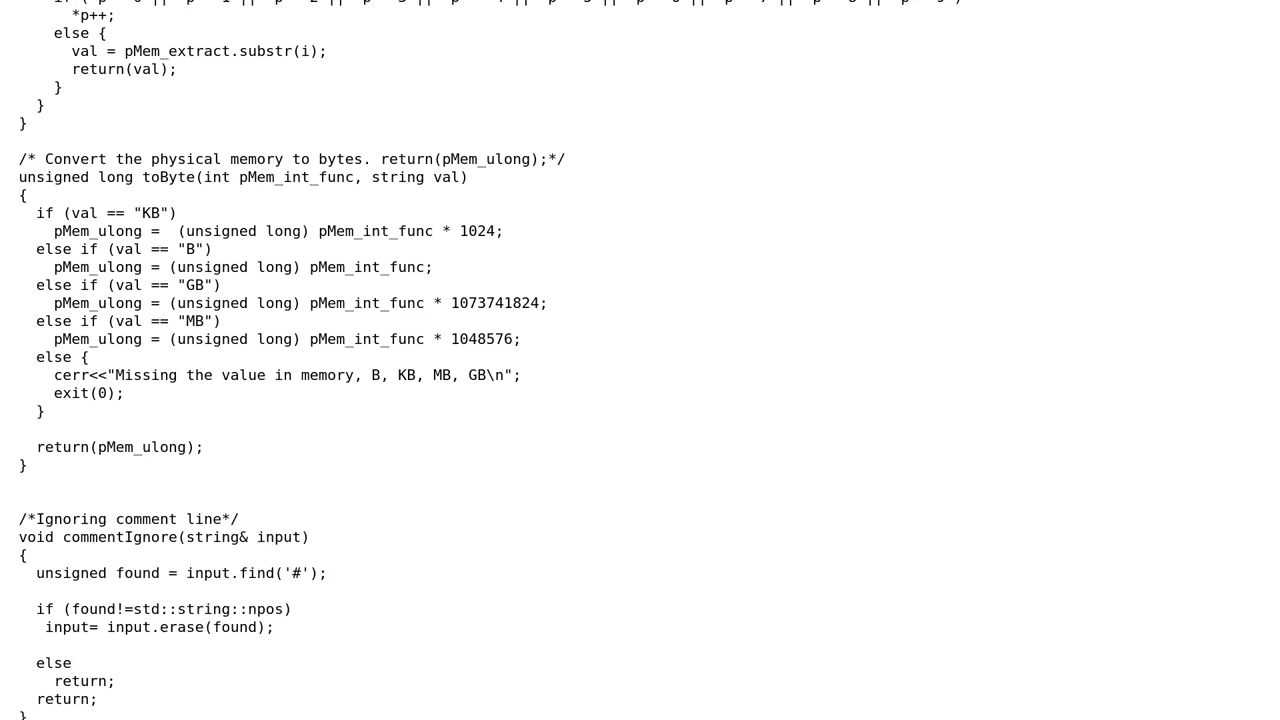 *p++;
else {
val = pMem_extract.substr(i);
return(val);
}
}
}
/* Convert the physical memory to bytes. return(pMem_ulong);*/
unsigned long toByte(int pMem_int_func, string val)
{
if (val == "KB")
pMem_ulong =  (unsigned long) pMem_int_func * 1024;
else if (val == "B")
pMem_ulong = (unsigned long) pMem_int_func;
else if (val == "GB")
pMem_ulong = (unsigned long) pMem_int_func * 1073741824;
else if (val == "MB")
pMem_ulong = (unsigned long) pMem_int_func * 1048576;
else {
cerr<<"Missing the value in memory, B, KB, MB, GB\n";
exit(0);
}
return(pMem_ulong);
}
/*Ignoring comment line*/
void commentIgnore(string& input)
{
unsigned found = input.find('#');
if (found!=std::string::npos)
input= input.erase(found);
else
return;
return;
}